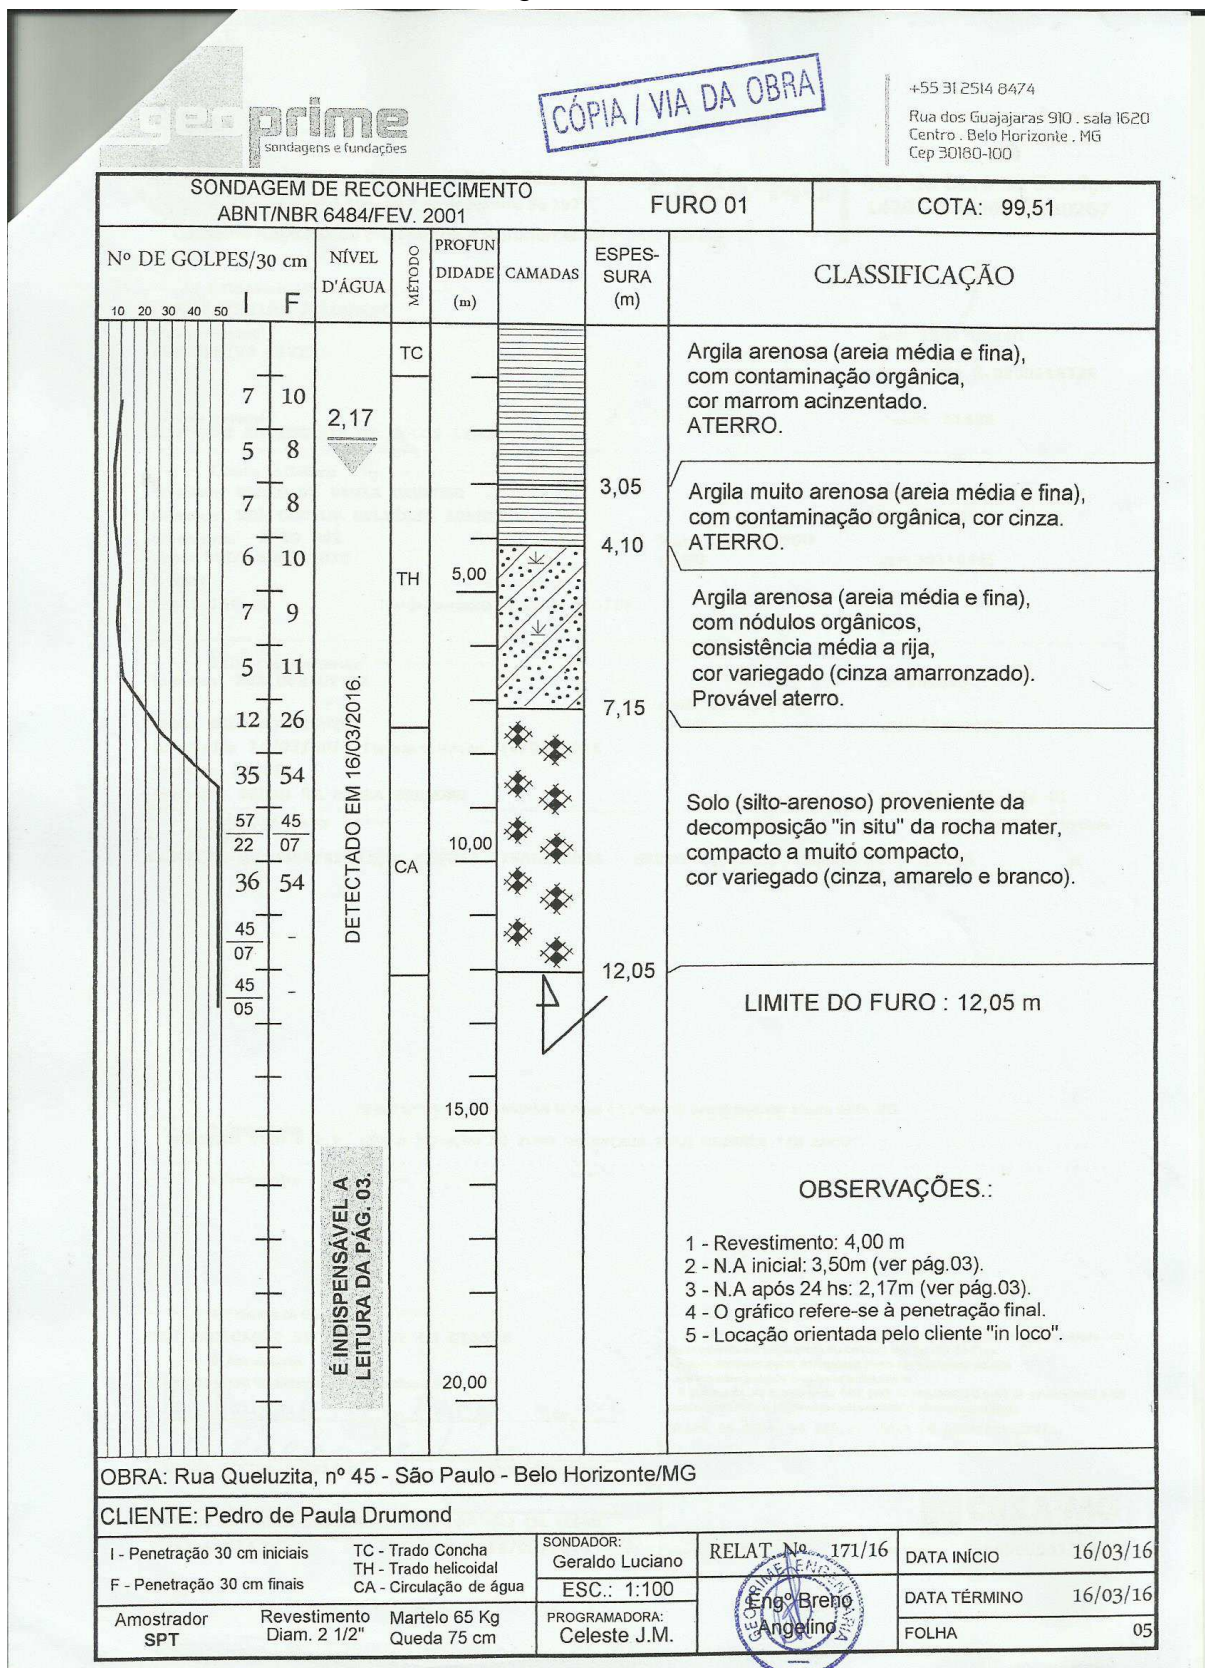 geoprime
sondagens e fundações
CÓPIA / VIA DA OBRA
+55 31 2514 8474
Rua dos Guajajaras 910 . sala 1620
Centro . Belo Horizonte . MG
Cep 30180-100
SONDAGEM DE RECONHECIMENTO
ABNT/NBR 6484/FEV. 2001
FURO 01
COTA: 99,51
Nº DE GOLPES/30 cm
10 20 30 40 50
I F
NÍVEL
D'ÁGUA
MÉTODO
PROFUN
DIDADE
(m)
CAMADAS
ESPES-
SURA
(m)
CLASSIFICAÇÃO
7 10
5 8
7 8
6 10
7 9
5 11
12 26
35 54
57 45
22 07
36 54
45 -
07
45 -
05
2,17
DETECTADO EM 16/03/2016.
É INDISPENSÁVEL A
LEITURA DA PÁG. 03.
TC
TH
CA
5,00
10,00
15,00
20,00
3,05
4,10
7,15
12,05
Argila arenosa (areia média e fina),
com contaminação orgânica,
cor marrom acinzentado.
ATERRO.
Argila muito arenosa (areia média e fina),
com contaminação orgânica, cor cinza.
ATERRO.
Argila arenosa (areia média e fina),
com nódulos orgânicos,
consistência média a rija,
cor variegado (cinza amarronzado).
Provável aterro.
Solo (silto-arenoso) proveniente da
decomposição "in situ" da rocha mater,
compacto a muito compacto,
cor variegado (cinza, amarelo e branco).
LIMITE DO FURO : 12,05 m
OBSERVAÇÕES.:
1 - Revestimento: 4,00 m
2 - N.A inicial: 3,50m (ver pág.03).
3 - N.A após 24 hs: 2,17m (ver pág.03).
4 - O gráfico refere-se à penetração final.
5 - Locação orientada pelo cliente "in loco".
OBRA: Rua Queluzita, nº 45 - São Paulo - Belo Horizonte/MG
CLIENTE: Pedro de Paula Drumond
I - Penetração 30 cm iniciais
F - Penetração 30 cm finais
TC - Trado Concha
TH - Trado helicoidal
CA - Circulação de água
Amostrador
SPT
Revestimento
Diam. 2 1/2"
Martelo 65 Kg
Queda 75 cm
SONDADOR:
Geraldo Luciano
ESC.: 1:100
PROGRAMADORA:
Celeste J.M.
RELAT. Nº 171/16
Engº Breno
Angelino
GEOPRIME ENGENHARIA
DATA INÍCIO 16/03/16
DATA TÉRMINO 16/03/16
FOLHA 05